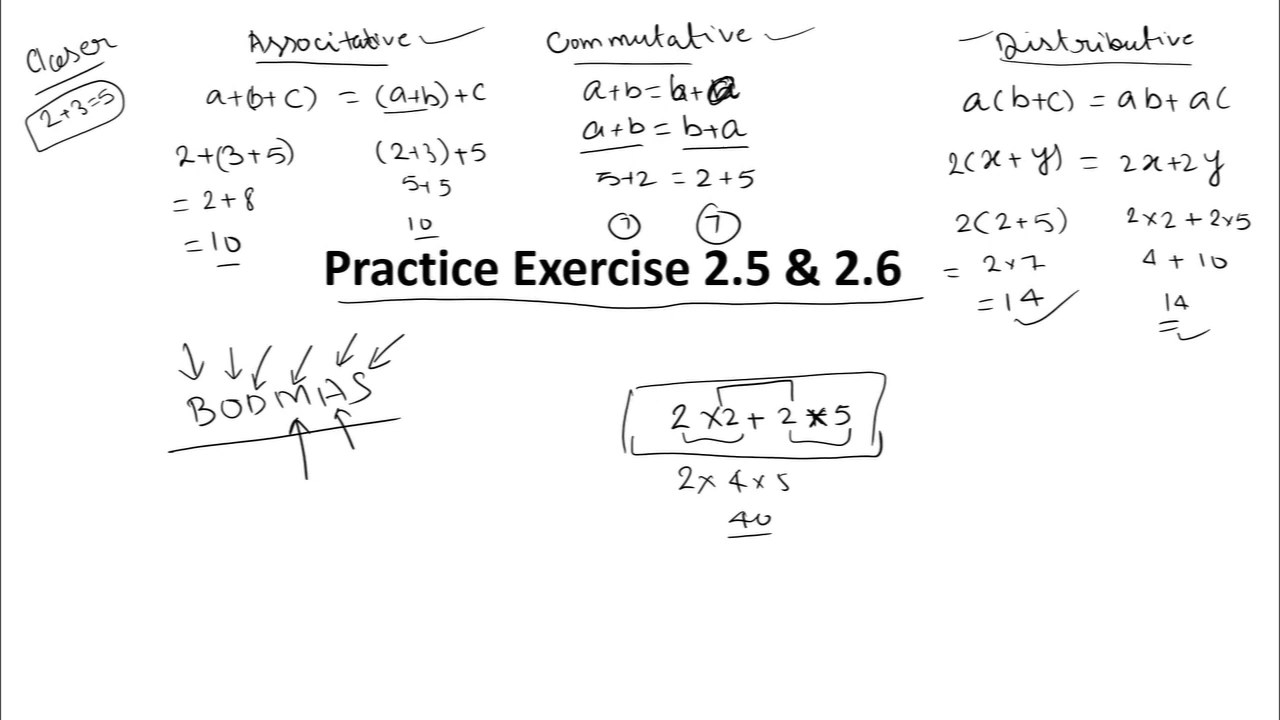 Closer
2+3=5
Associtative
a+(b+c) = (a+b)+c
2+(3+5)
= 2+8
= 10
(2+3)+5
5+5
10
Commutative
a+b=b+a
a+b = b+a
5+2 = 2+5
7 7
Distributive
a(b+c) = ab+ac
2(x+y) = 2x+2y
2(2+5)
= 2×7
= 14
2×2+2×5
4+10
14
Practice Exercise 2.5 & 2.6
BODMAS
2×2+2×5
2×4×5
40